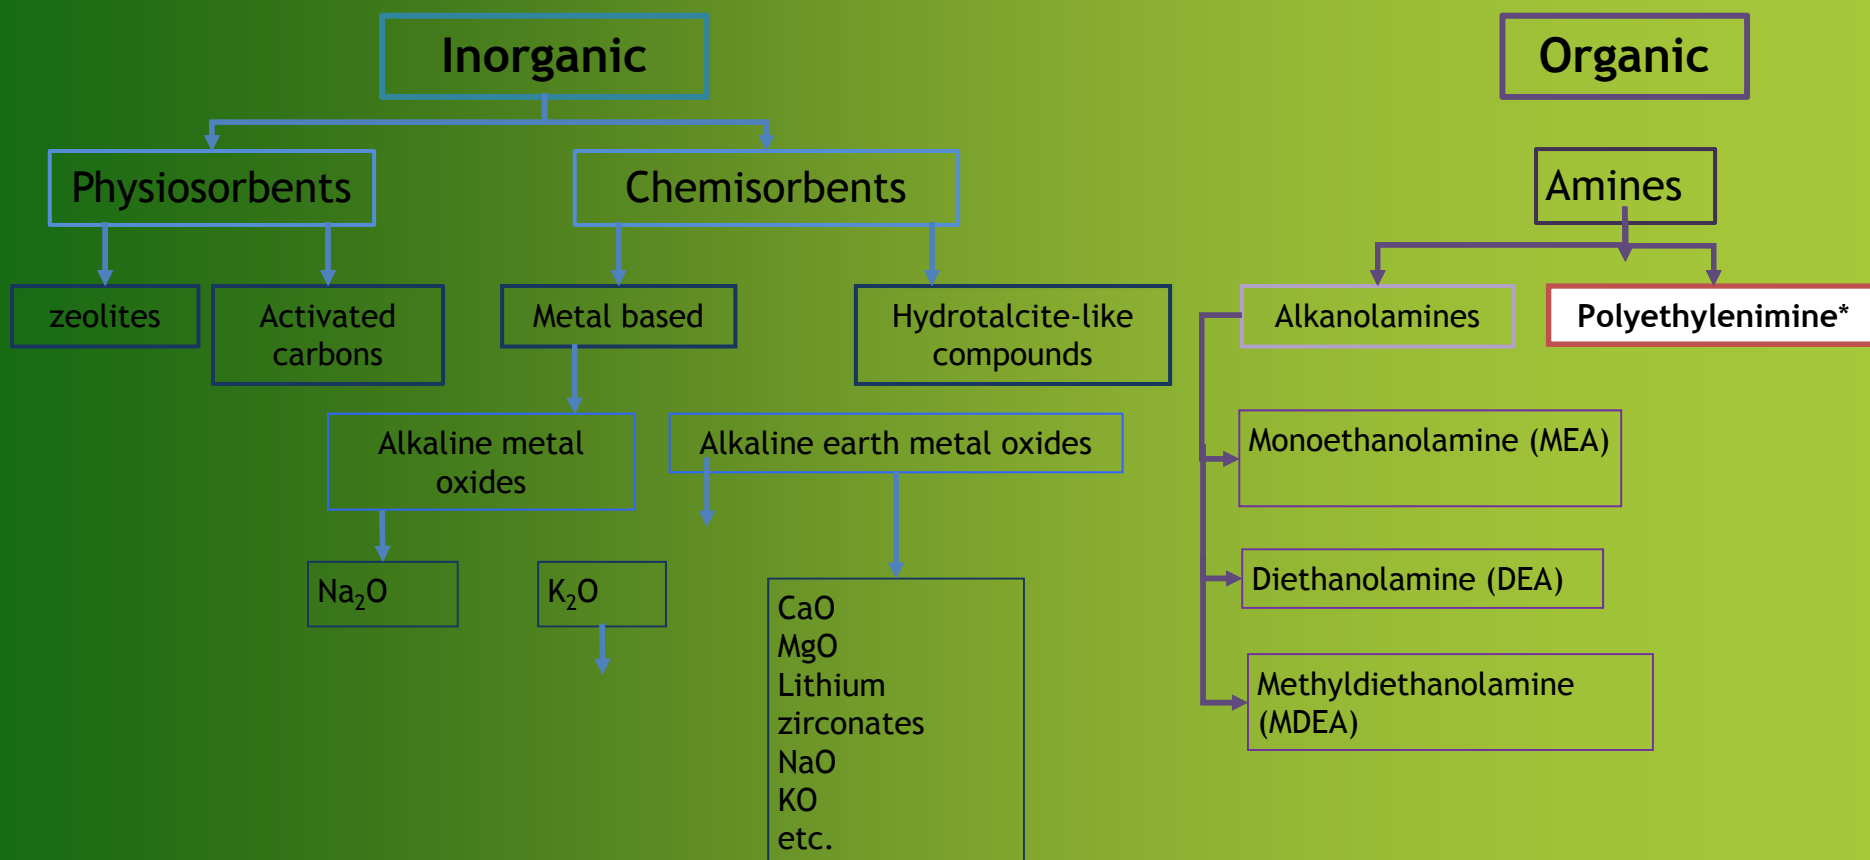 Inorganic
Organic
Physiosorbents
Chemisorbents
Amines
zeolites
Activated
carbons
Metal based
Hydrotalcite-like
compounds
Alkanolamines
Polyethylenimine*
Alkaline metal
oxides
Alkaline earth metal oxides
Monoethanolamine (MEA)
Na₂O
K₂O
CaO
MgO
Lithium
zirconates
NaO
KO
etc.
Diethanolamine (DEA)
Methyldiethanolamine
(MDEA)